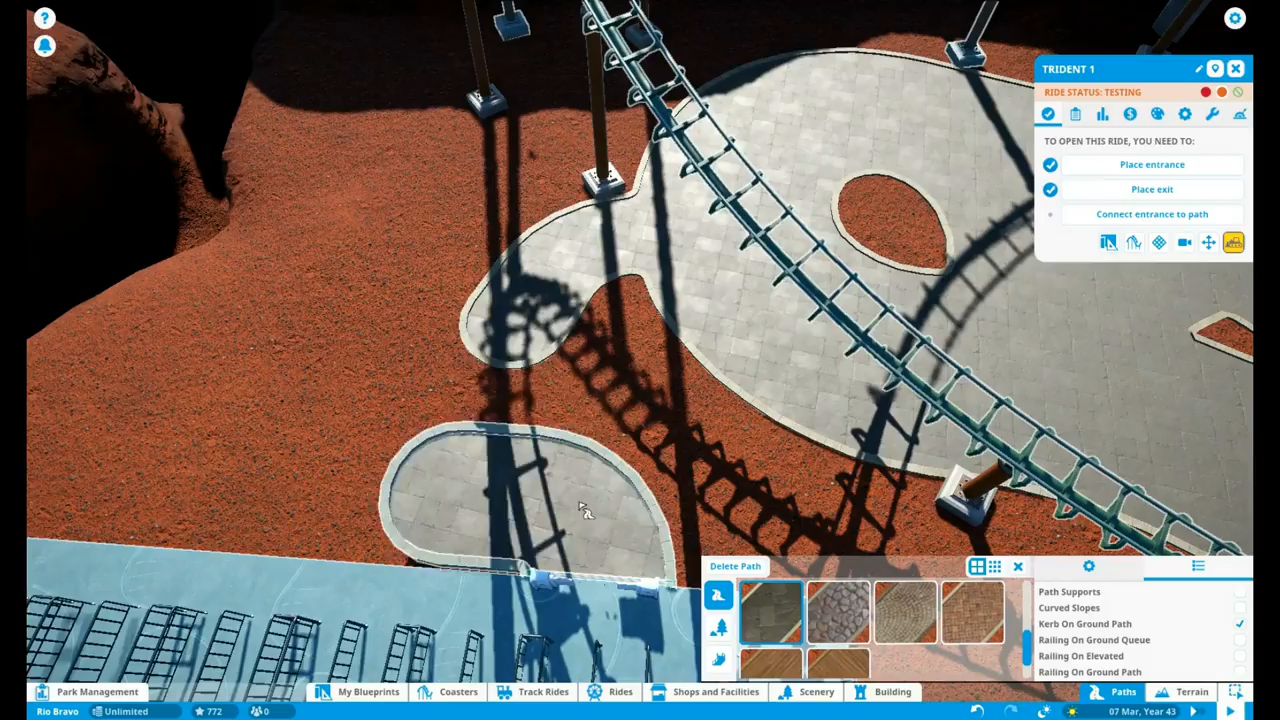 ?
TRIDENT 1
RIDE STATUS: TESTING
$
TO OPEN THIS RIDE, YOU NEED TO:
Place entrance
Place exit
Connect entrance to path
Delete Path
Path Supports
Curved Slopes
Kerb On Ground Path
Railing On Ground Queue
Railing On Elevated
Railing On Ground Path
Park Management
My Blueprints
Coasters
Track Rides
Rides
Shops and Facilities
Scenery
Building
Paths
Terrain
Rio Bravo
Unlimited
772
0
07 Mar, Year 43